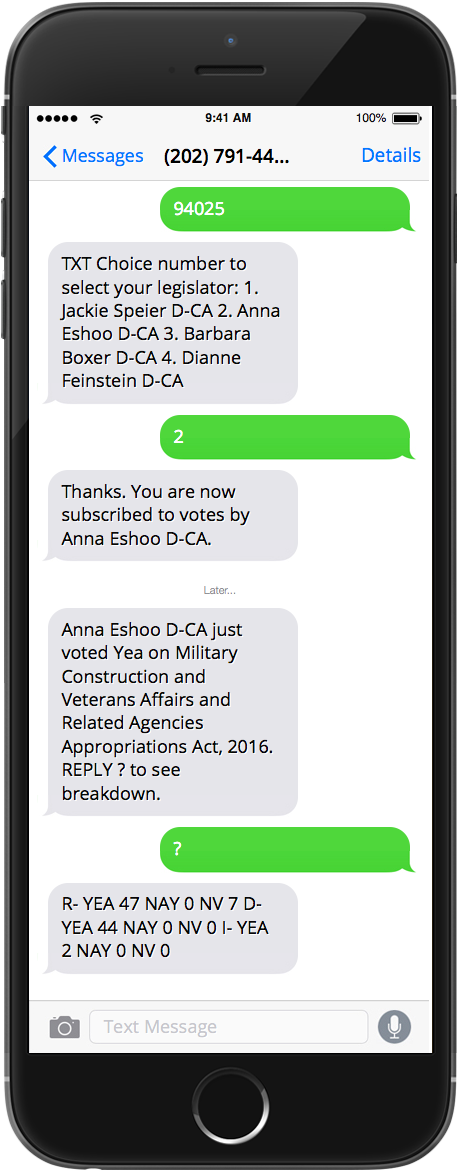 9:41 AM 100%
Messages (202) 791-44... Details
94025
TXT Choice number to
select your legislator: 1.
Jackie Speier D-CA 2. Anna
Eshoo D-CA 3. Barbara
Boxer D-CA 4. Dianne
Feinstein D-CA
2
Thanks. You are now
subscribed to votes by
Anna Eshoo D-CA.
Later...
Anna Eshoo D-CA just
voted Yea on Military
Construction and
Veterans Affairs and
Related Agencies
Appropriations Act, 2016.
REPLY ? to see
breakdown.
?
R- YEA 47 NAY 0 NV 7 D-
YEA 44 NAY 0 NV 0 I- YEA
2 NAY 0 NV 0
Text Message